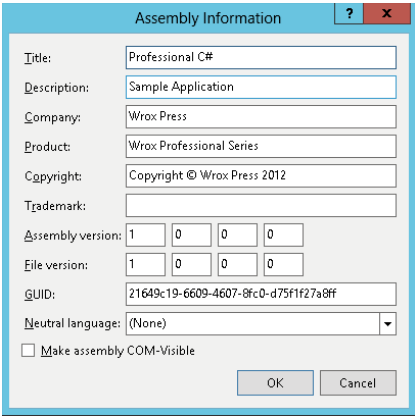 Assembly Information ? x
Title: Professional C#
Description: Sample Application
Company: Wrox Press
Product: Wrox Professional Series
Copyright: Copyright © Wrox Press 2012
Trademark:
Assembly version: 1 0 0 0
File version: 1 0 0 0
GUID: 21649c19-6609-4607-8fc0-d75f1f27a8ff
Neutral language: (None)
Make assembly COM-Visible
OK Cancel